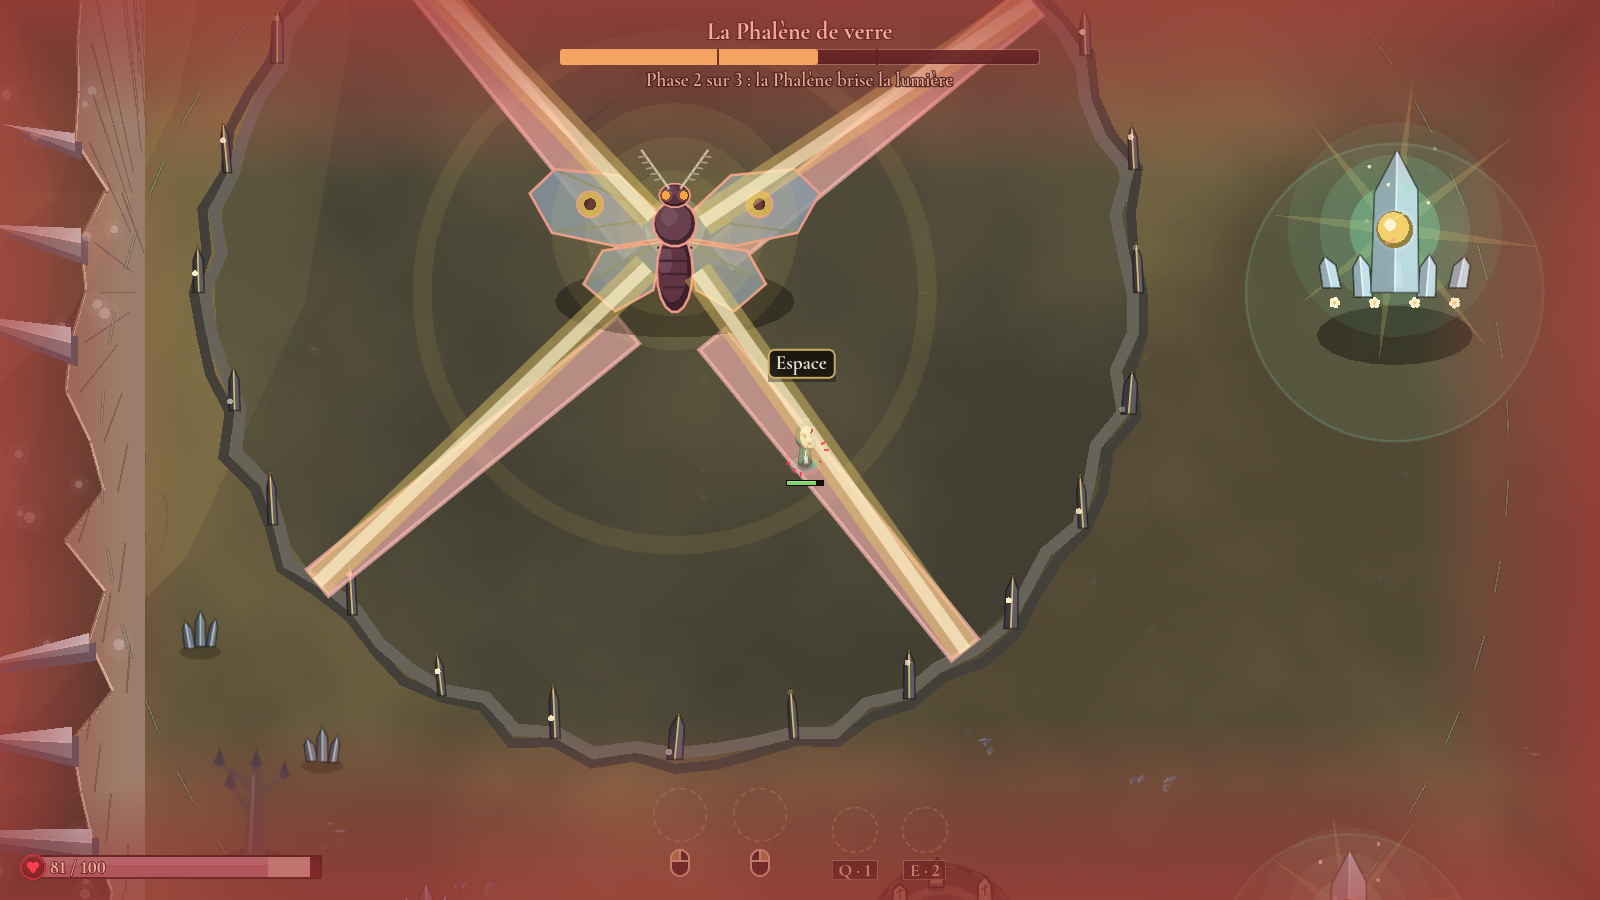 La Phalène de verre
Phase 2 sur 3 : la Phalène brise la lumière
Espace
81 / 100
Q · 1
E · 2